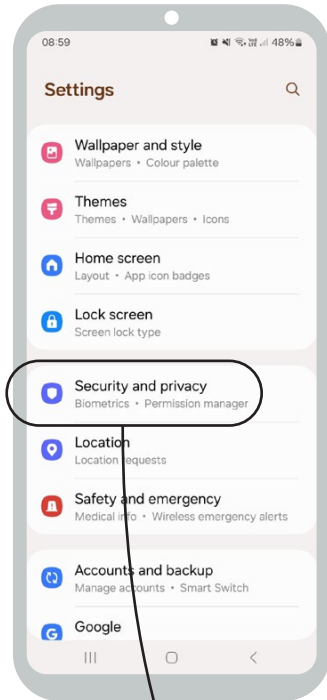 08:59
48%
Settings
Wallpaper and style
Wallpapers • Colour palette
Themes
Themes • Wallpapers • Icons
Home screen
Layout • App icon badges
Lock screen
Screen lock type
Security and privacy
Biometrics • Permission manager
Location
Location requests
Safety and emergency
Medical info • Wireless emergency alerts
Accounts and backup
Manage accounts • Smart Switch
Google